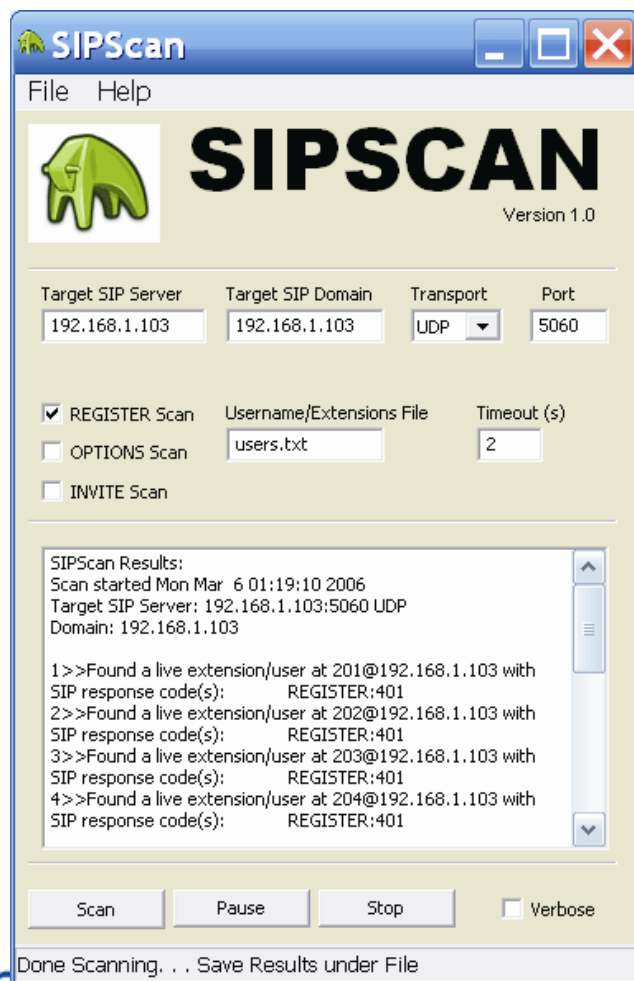 SIPScan
File Help
SIPSCAN
Version 1.0
Target SIP Server Target SIP Domain Transport Port
192.168.1.103 192.168.1.103 UDP 5060
REGISTER Scan Username/Extensions File Timeout (s)
OPTIONS Scan users.txt 2
INVITE Scan
SIPScan Results:
Scan started Mon Mar 6 01:19:10 2006
Target SIP Server: 192.168.1.103:5060 UDP
Domain: 192.168.1.103
1>>Found a live extension/user at 201@192.168.1.103 with
SIP response code(s): REGISTER:401
2>>Found a live extension/user at 202@192.168.1.103 with
SIP response code(s): REGISTER:401
3>>Found a live extension/user at 203@192.168.1.103 with
SIP response code(s): REGISTER:401
4>>Found a live extension/user at 204@192.168.1.103 with
SIP response code(s): REGISTER:401
Scan Pause Stop Verbose
Done Scanning. . . Save Results under File